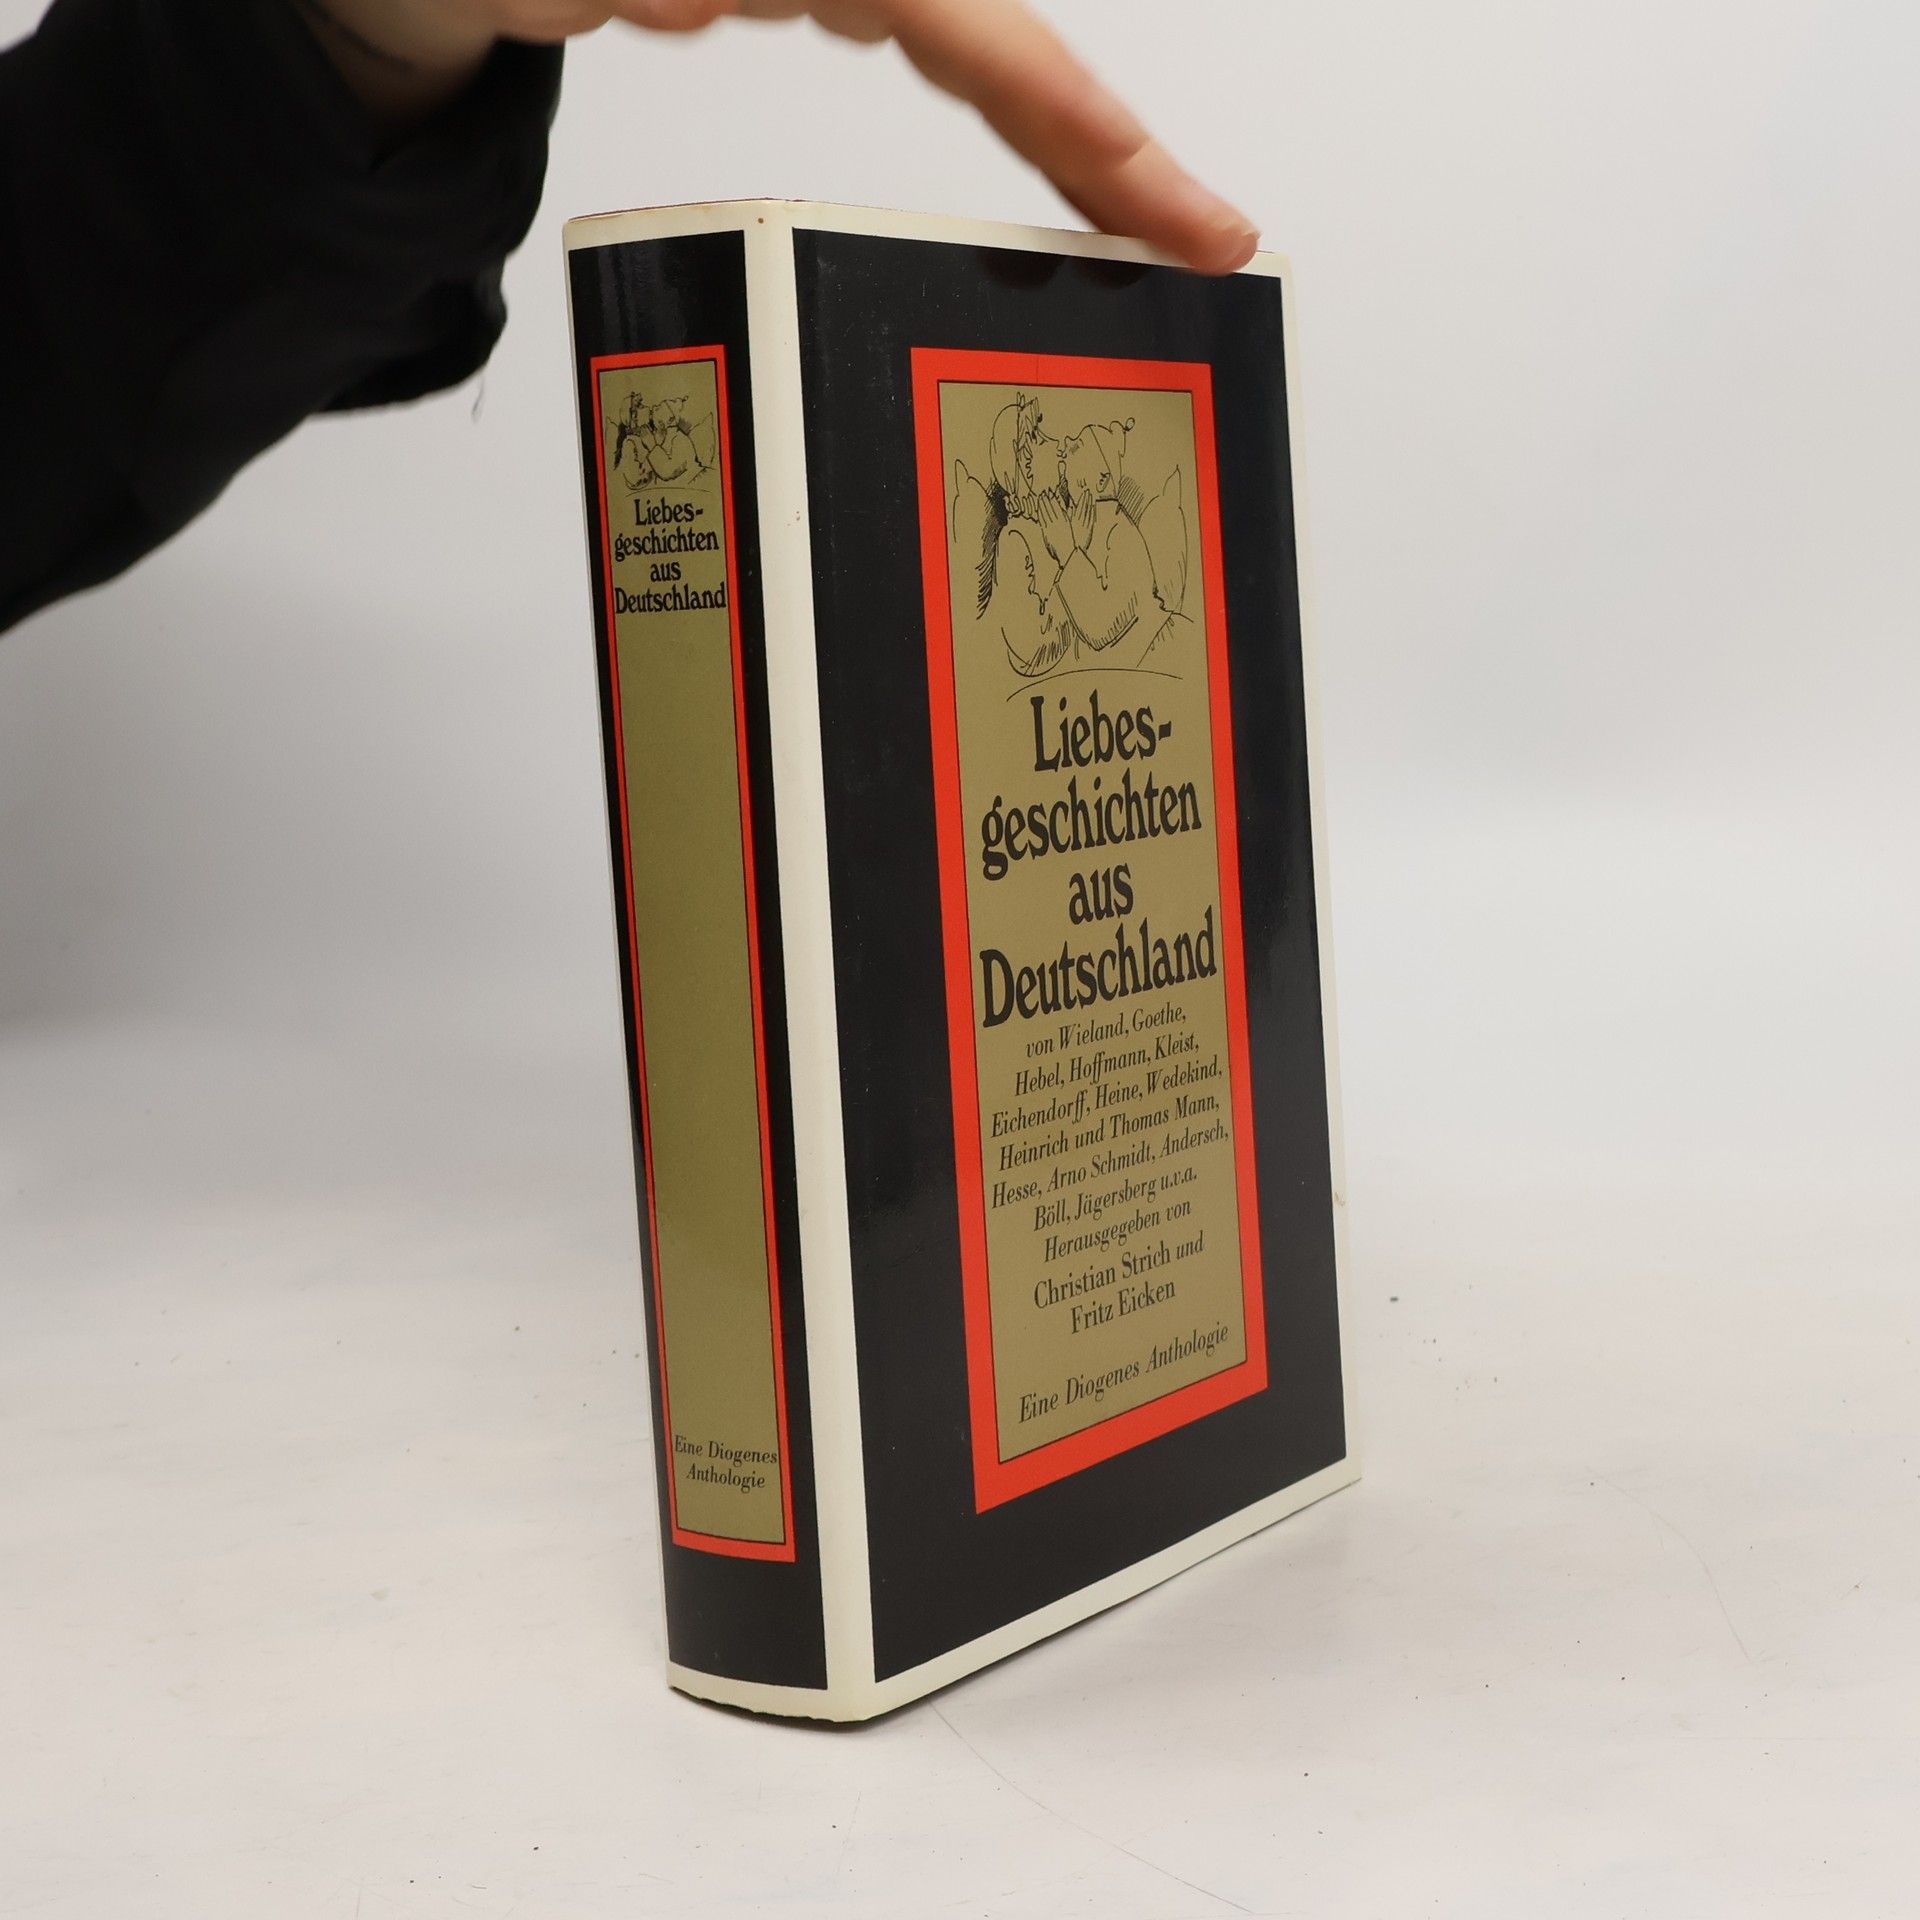 Liebes-
geschichten
aus
Deutschland
Eine Diogenes
Anthologie
Liebes-
geschichten
aus
Deutschland
von Wieland, Goethe,
Hebel, Hoffmann, Kleist,
Eichendorff, Heine, Wedekind,
Heinrich und Thomas Mann,
Hesse, Arno Schmidt, Andersch,
Böll, Jägersberg u.v.a.
Herausgegeben von
Christian Strich und
Fritz Eicken
Eine Diogenes Anthologie